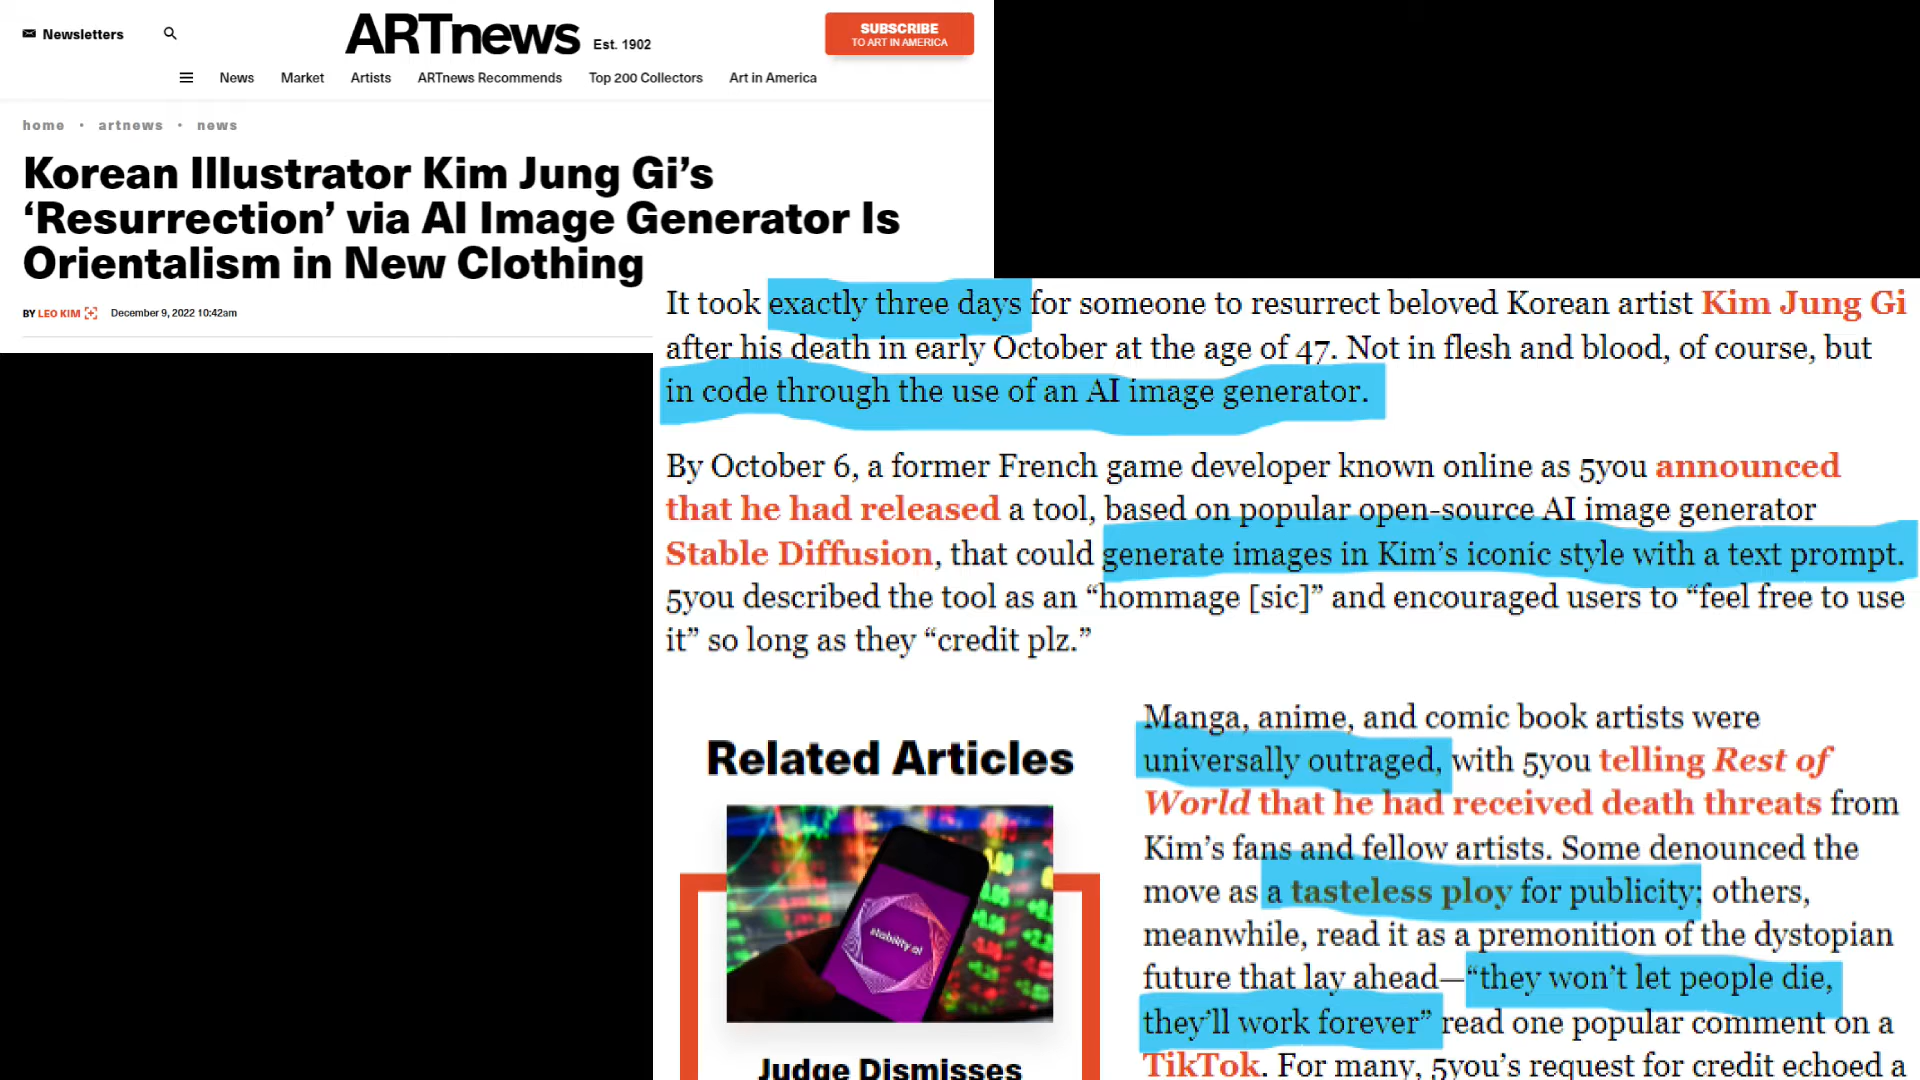 Newsletters
ARTnews Est. 1902
SUBSCRIBE
TO ART IN AMERICA
News Market Artists ARTnews Recommends Top 200 Collectors Art in America
home • artnews • news
Korean Illustrator Kim Jung Gi’s
‘Resurrection’ via AI Image Generator Is
Orientalism in New Clothing
BY LEO KIM December 9, 2022 10:42am
It took exactly three days for someone to resurrect beloved Korean artist Kim Jung Gi
after his death in early October at the age of 47. Not in flesh and blood, of course, but
in code through the use of an AI image generator.
By October 6, a former French game developer known online as 5you announced
that he had released a tool, based on popular open-source AI image generator
Stable Diffusion, that could generate images in Kim’s iconic style with a text prompt.
5you described the tool as an “hommage [sic]” and encouraged users to “feel free to use
it” so long as they “credit plz.”
Related Articles
stability ai
Judge Dismisses
Manga, anime, and comic book artists were
universally outraged, with 5you telling Rest of
World that he had received death threats from
Kim’s fans and fellow artists. Some denounced the
move as a tasteless ploy for publicity; others,
meanwhile, read it as a premonition of the dystopian
future that lay ahead—“they won’t let people die,
they’ll work forever” read one popular comment on a
TikTok. For many, 5you’s request for credit echoed a